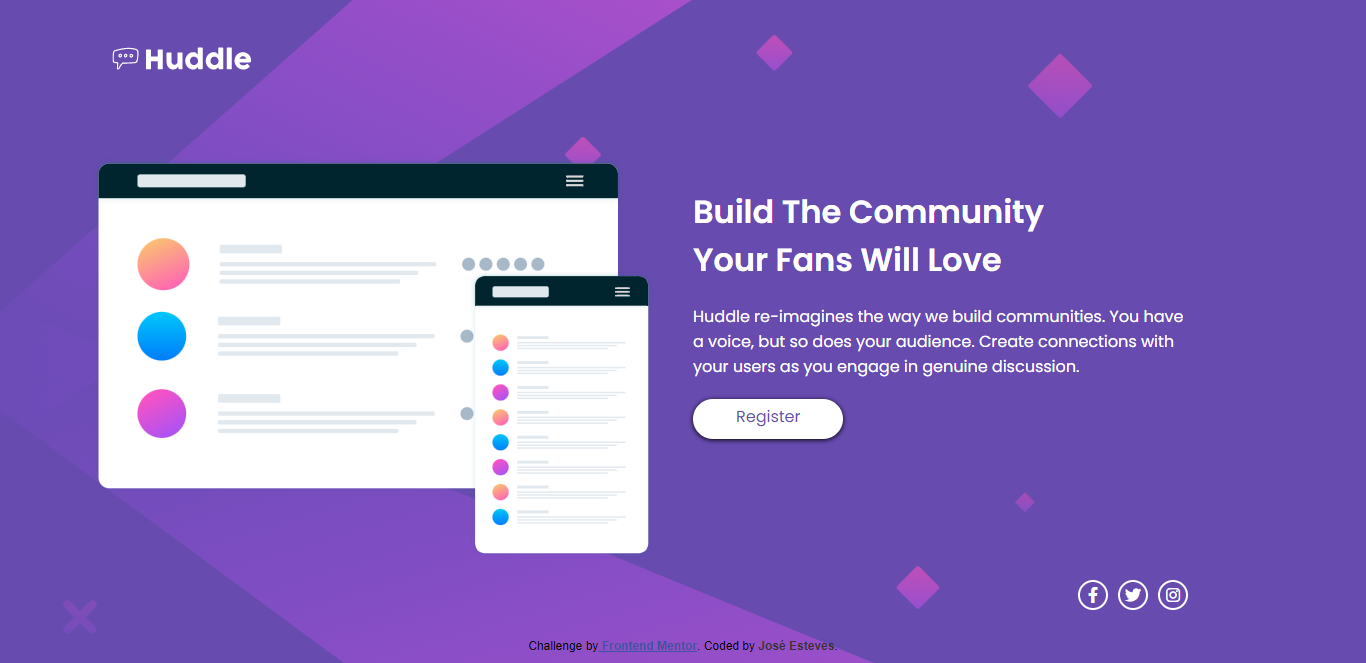 Huddle
Build The Community
Your Fans Will Love
Huddle re-imagines the way we build communities. You have
a voice, but so does your audience. Create connections with
your users as you engage in genuine discussion.
Register
Challenge by Frontend Mentor. Coded by José Esteves.